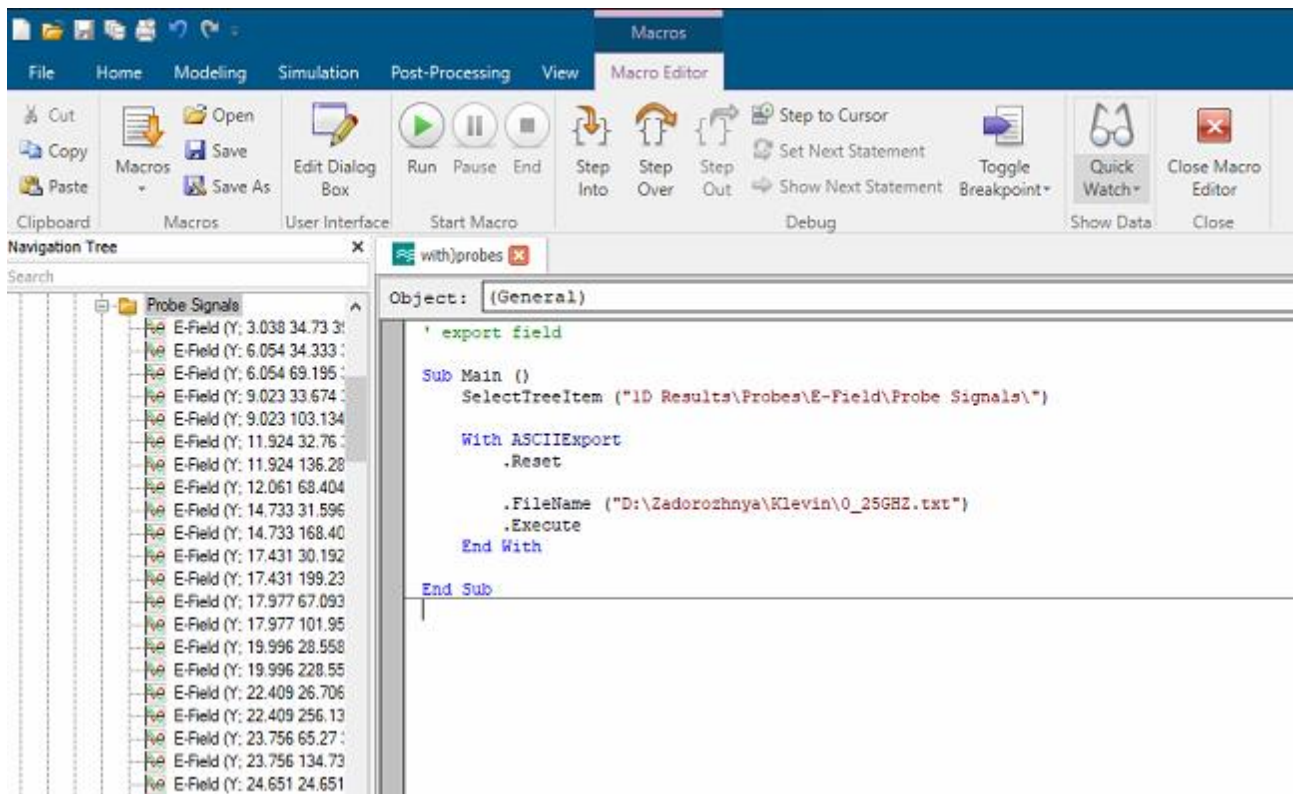 Macros
File Home Modeling Simulation Post-Processing View Macro Editor
Cut
Copy
Paste
Clipboard
Macros
Open
Save
Save As
Macros
Edit Dialog
Box
User Interface
Run Pause End
Start Macro
Step
Into
Step
Over
Step
Out
Step to Cursor
Set Next Statement
Show Next Statement
Toggle
Breakpoint
Debug
Quick
Watch
Show Data
Close Macro
Editor
Close
Navigation Tree
Search
Probe Signals
E-Field (Y; 3.038 34.73
E-Field (Y; 6.054 34.333
E-Field (Y; 6.054 69.195
E-Field (Y; 9.023 33.674
E-Field (Y; 9.023 103.134
E-Field (Y; 11.924 32.76
E-Field (Y; 11.924 136.28
E-Field (Y; 12.061 68.404
E-Field (Y; 14.733 31.596
E-Field (Y; 14.733 168.40
E-Field (Y; 17.431 30.192
E-Field (Y; 17.431 199.23
E-Field (Y; 17.977 67.093
E-Field (Y; 17.977 101.95
E-Field (Y; 19.996 28.558
E-Field (Y; 19.996 228.55
E-Field (Y; 22.409 26.706
E-Field (Y; 22.409 256.13
E-Field (Y; 23.756 65.27
E-Field (Y; 23.756 134.73
E-Field (Y; 24.651 24.651
with)probes
Object: (General)
' export field
Sub Main ()
SelectTreeItem ("1D Results\Probes\E-Field\Probe Signals\")
With ASCIIExport
.Reset
.FileName ("D:\Zadorozhnya\Klevin\0_25GHZ.txt")
.Execute
End With
End Sub